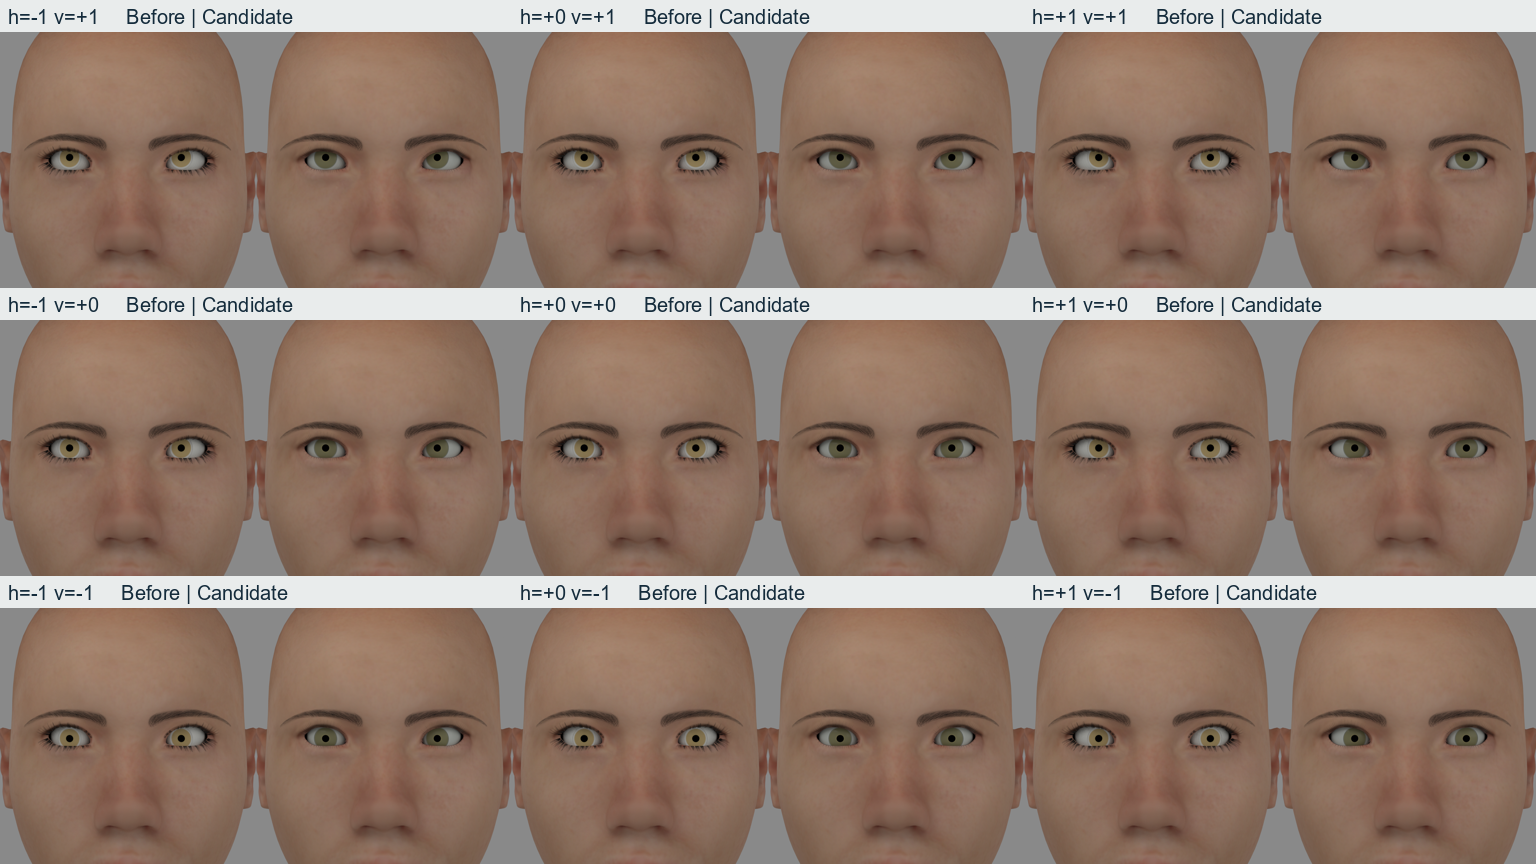 h=-1 v=+1 Before | Candidate
h=+0 v=+1 Before | Candidate
h=+1 v=+1 Before | Candidate
h=-1 v=+0 Before | Candidate
h=+0 v=+0 Before | Candidate
h=+1 v=+0 Before | Candidate
h=-1 v=-1 Before | Candidate
h=+0 v=-1 Before | Candidate
h=+1 v=-1 Before | Candidate